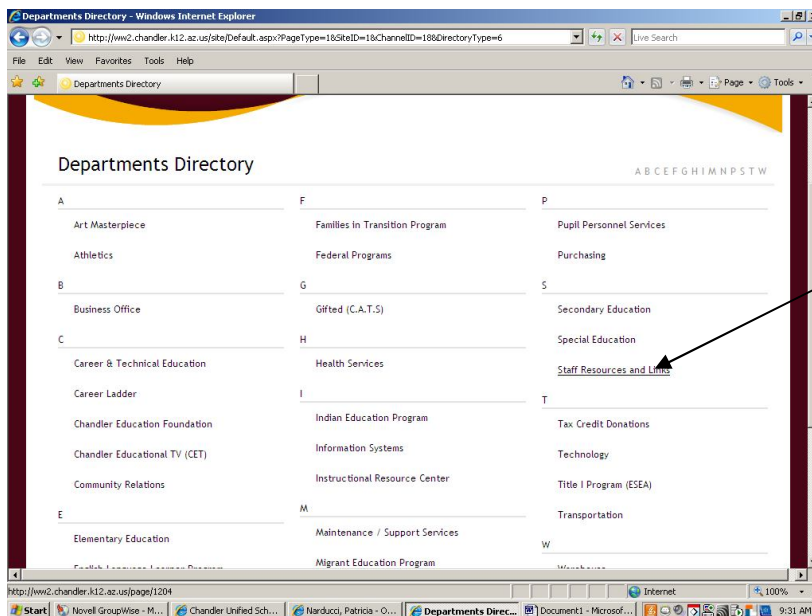 Departments Directory - Windows Internet Explorer
http://ww2.chandler.k12.az.us/site/Default.aspx?PageType=1&SiteID=1&ChannelID=18&DirectoryType=6
Live Search
File Edit View Favorites Tools Help
Departments Directory
Page Tools
Departments Directory
A B C E F G H I M N P S T W
A
Art Masterpiece
Athletics
B
Business Office
C
Career & Technical Education
Career Ladder
Chandler Education Foundation
Chandler Educational TV (CET)
Community Relations
E
Elementary Education
English Language Learner Program
F
Families in Transition Program
Federal Programs
G
Gifted (C.A.T.S)
H
Health Services
I
Indian Education Program
Information Systems
Instructional Resource Center
M
Maintenance / Support Services
Migrant Education Program
P
Pupil Personnel Services
Purchasing
S
Secondary Education
Special Education
Staff Resources and Links
T
Tax Credit Donations
Technology
Title I Program (ESEA)
Transportation
W
Warehouse
http://ww2.chandler.k12.az.us/page/1204
Internet
100%
Start
Novell GroupWise - M...
Chandler Unified Sch...
Narducci, Patricia - O...
Departments Direc...
Document1 - Microsof...
9:31 AM